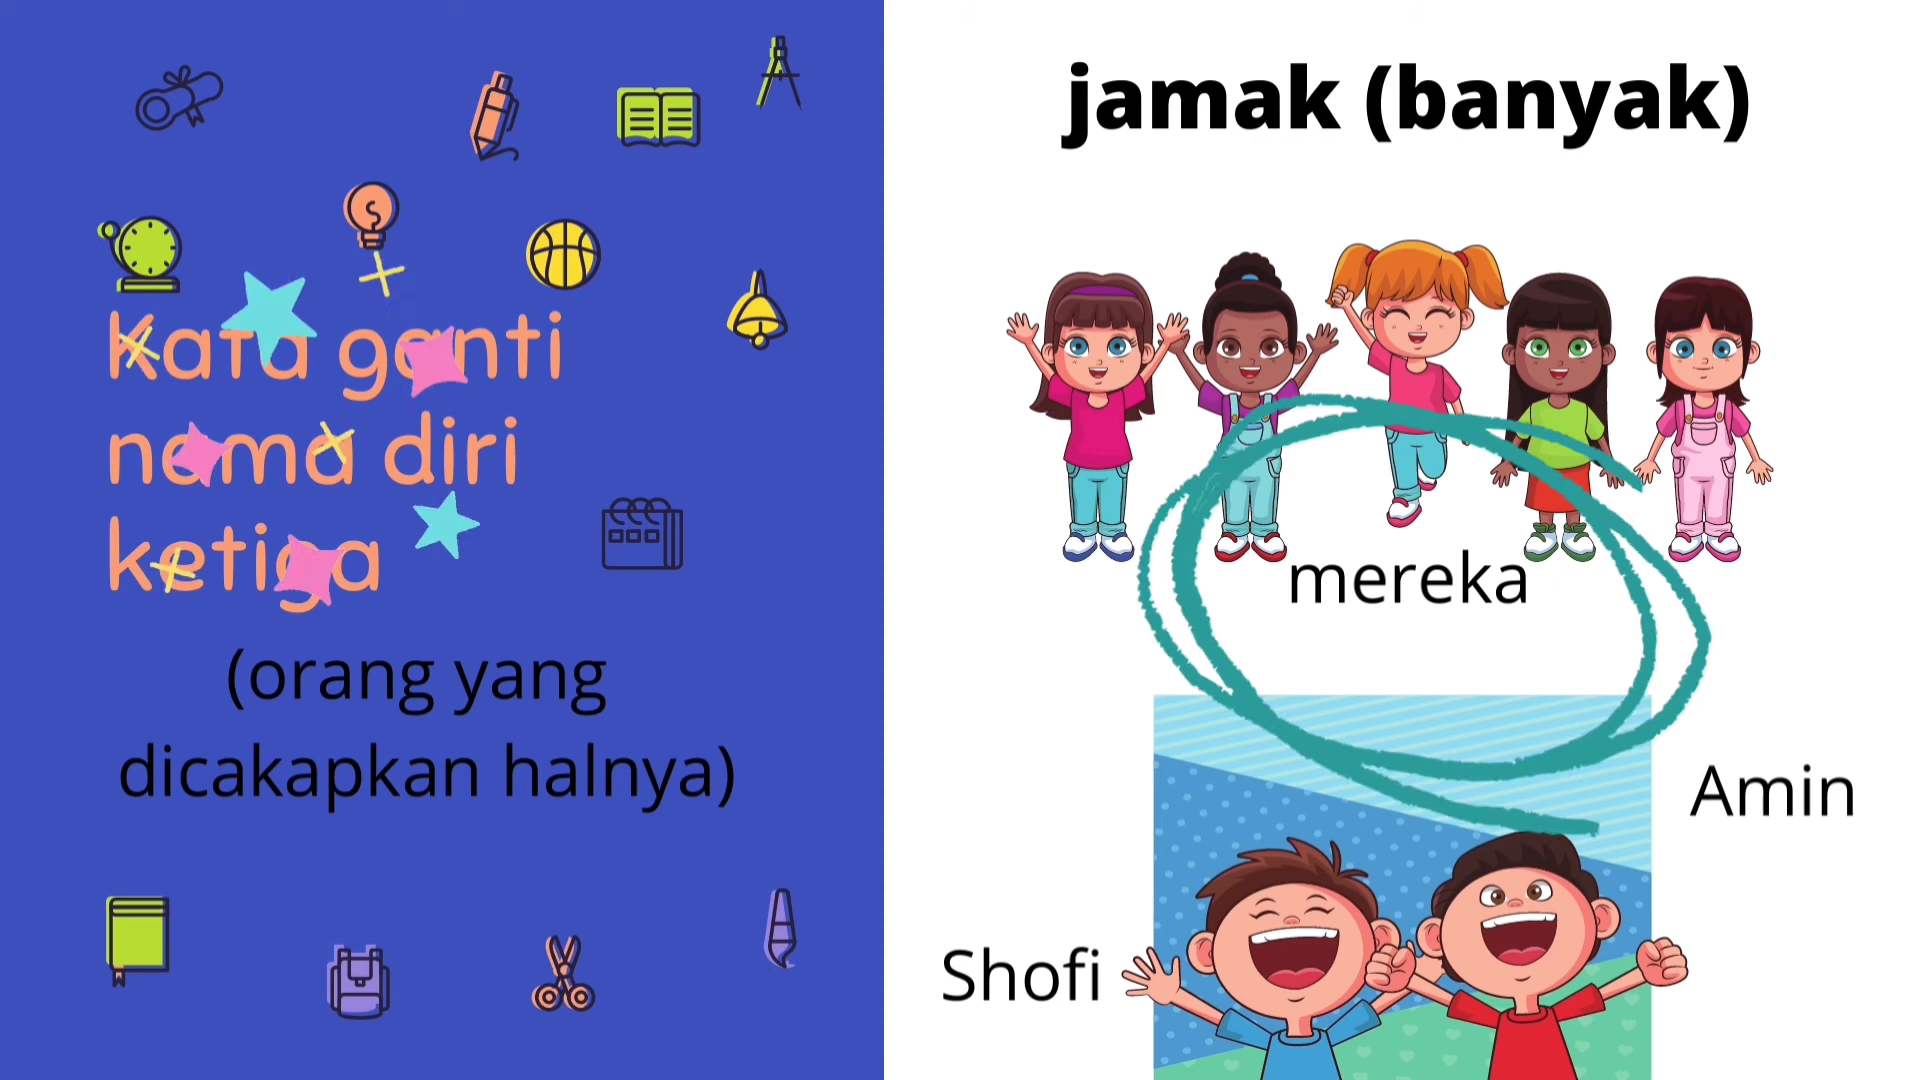 kata ganti
nama diri
ketiga
(orang yang
dicakapkan halnya)
jamak (banyak)
mereka
Amin
Shofi